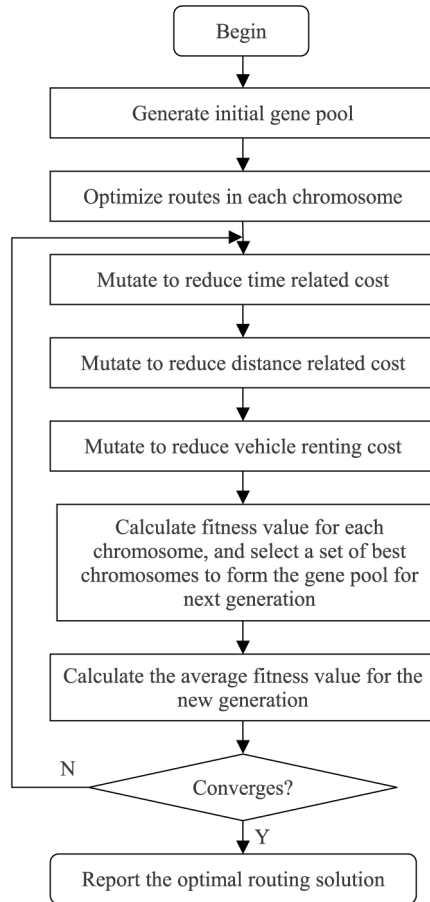 Begin
Generate initial gene pool
Optimize routes in each chromosome
Mutate to reduce time related cost
Mutate to reduce distance related cost
Mutate to reduce vehicle renting cost
Calculate fitness value for each
chromosome, and select a set of best
chromosomes to form the gene pool for
next generation
Calculate the average fitness value for the
new generation
N
Converges?
Y
Report the optimal routing solution